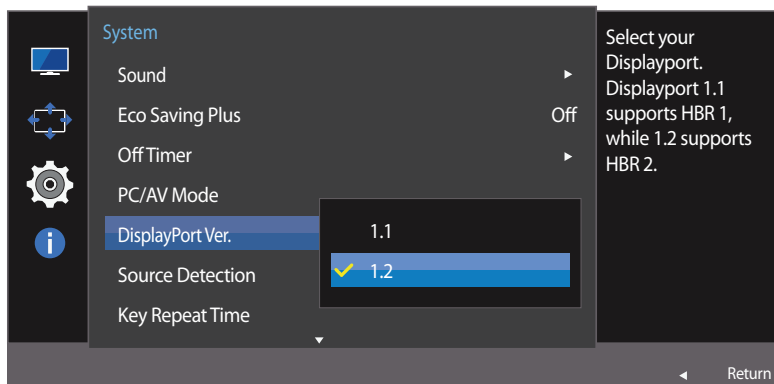 System
Sound
Eco Saving Plus Off
Off Timer
PC/AV Mode
DisplayPort Ver.
1.1
1.2
Source Detection
Key Repeat Time
Select your
Displayport.
Displayport 1.1
supports HBR 1,
while 1.2 supports
HBR 2.
Return